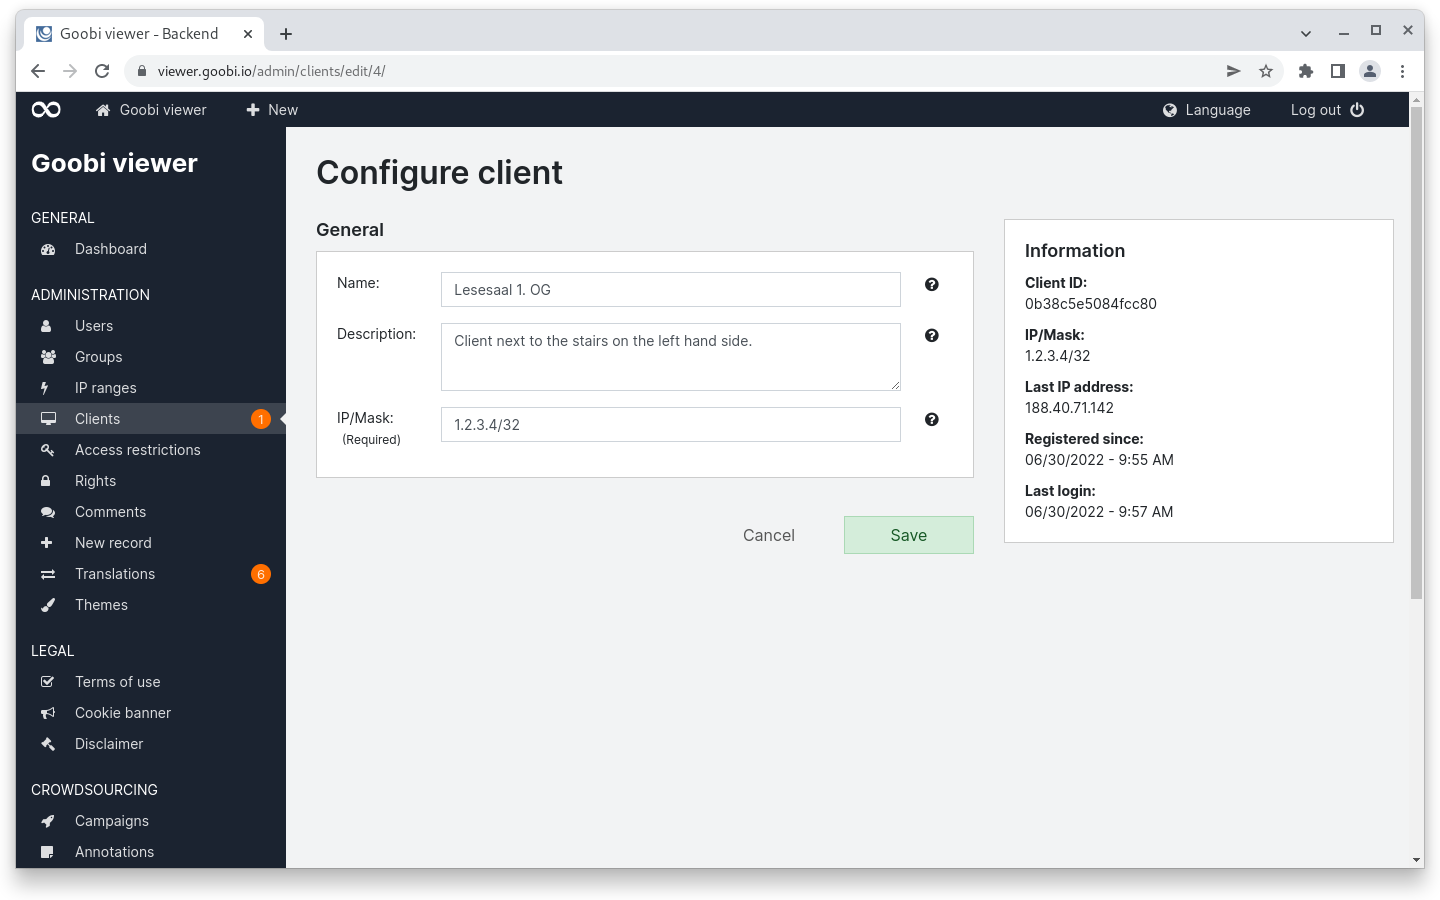 Goobi viewer - Backend
viewer.goobi.io/admin/clients/edit/4/
Goobi viewer
New
Language
Log out
Goobi viewer
GENERAL
Dashboard
ADMINISTRATION
Users
Groups
IP ranges
Clients 1
Access restrictions
Rights
Comments
New record
Translations 6
Themes
LEGAL
Terms of use
Cookie banner
Disclaimer
CROWDSOURCING
Campaigns
Annotations
Configure client
General
Name:
Lesesaal 1. OG
Description:
Client next to the stairs on the left hand side.
IP/Mask:
(Required)
1.2.3.4/32
Cancel
Save
Information
Client ID:
0b38c5e5084fcc80
IP/Mask:
1.2.3.4/32
Last IP address:
188.40.71.142
Registered since:
06/30/2022 - 9:55 AM
Last login:
06/30/2022 - 9:57 AM